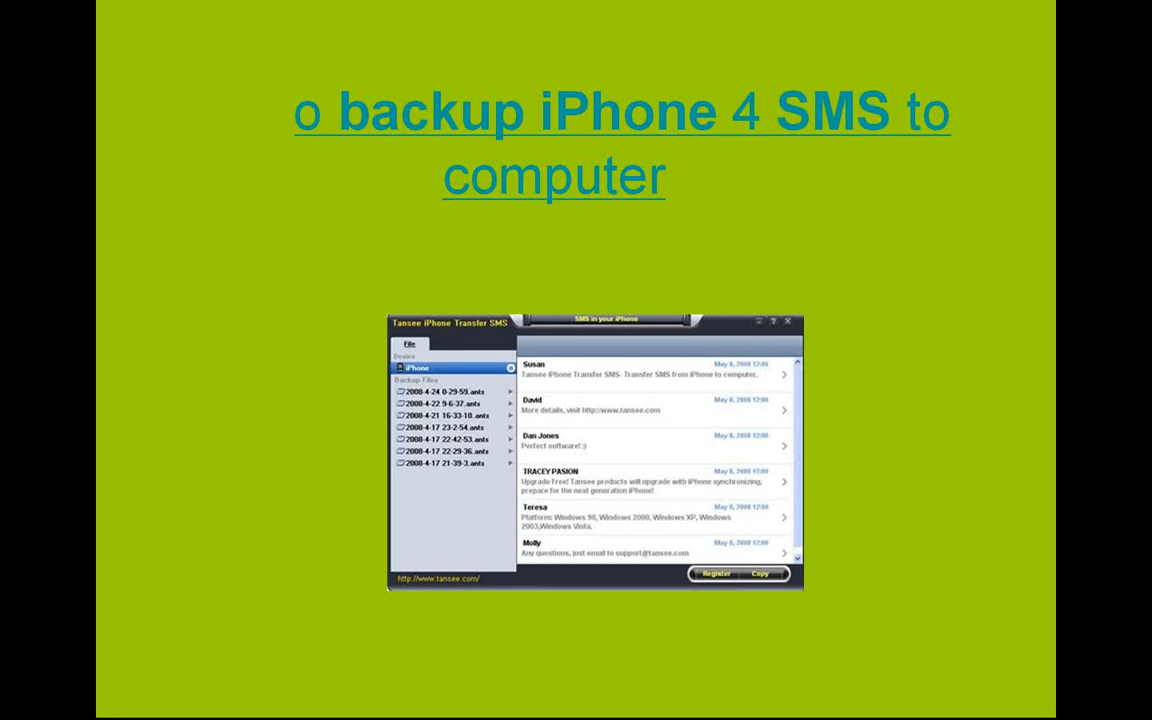 o backup iPhone 4 SMS to
computer
Tansee iPhone Transfer SMS
SMS in your iPhone
File
Device
iPhone
Backup Files
2008-4-24 0-29-59.ants
2008-4-22 9-6-37.ants
2008-4-21 16-33-10.ants
2008-4-17 23-2-54.ants
2008-4-17 22-42-53.ants
2008-4-17 22-29-36.ants
2008-4-17 21-39-3.ants
http://www.tansee.com/
Susan May 8, 2008 12:06
Tansee iPhone Transfer SMS- Transfer SMS from iPhone to computer.
David May 8, 2008 12:00
More details, visit http://www.tansee.com
Dan Jones May 8, 2008 12:00
Perfect software!:)
TRACEY PASION May 8, 2008 12:00
Upgrade Free! Tansee products will upgrade with iPhone synchronizing,
prepare for the next generation iPhone!
Teresa May 8, 2008 12:00
Platform: Windows 98, Windows 2000, Windows XP, Windows
2003,Windows Vista.
Molly May 8, 2008 12:00
Any questions, just email to support@tansee.com
Register Copy